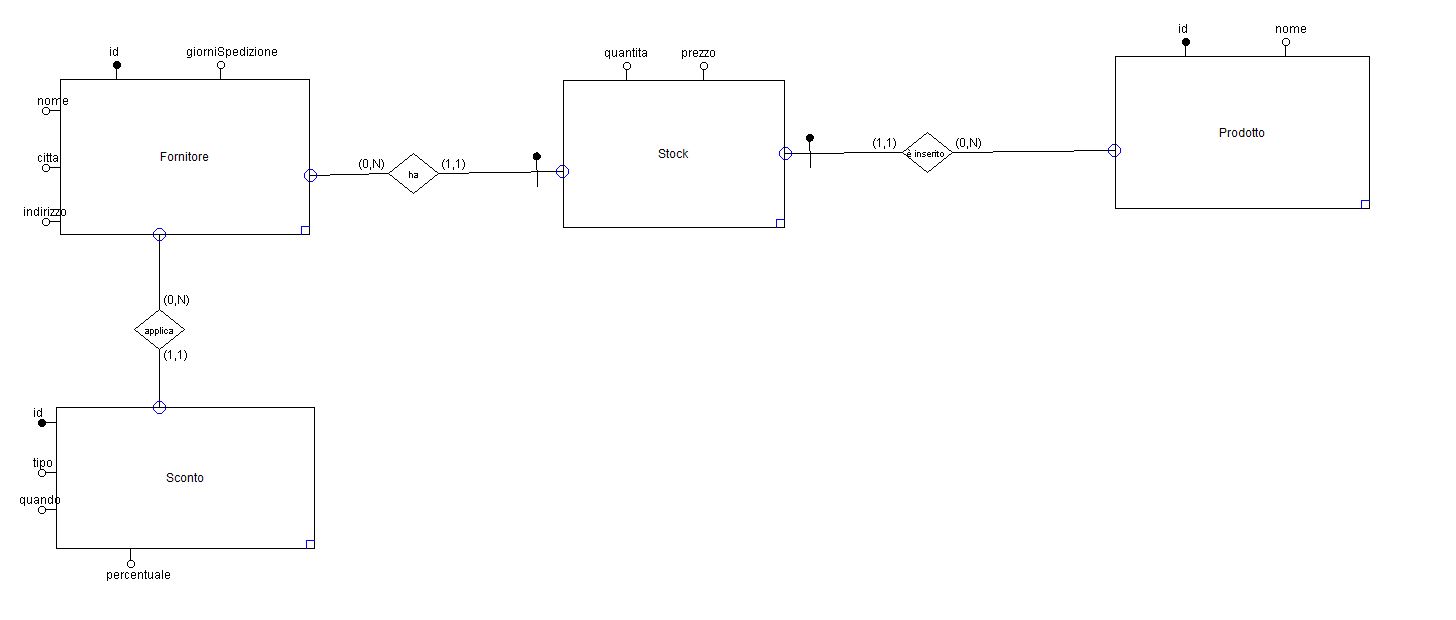 id
giorniSpedizione
nome
citta
indirizzo
Fornitore
(0,N)
ha
(1,1)
quantita
prezzo
Stock
(1,1)
è inserito
(0,N)
id
nome
Prodotto
(0,N)
applica
(1,1)
id
tipo
quando
Sconto
percentuale